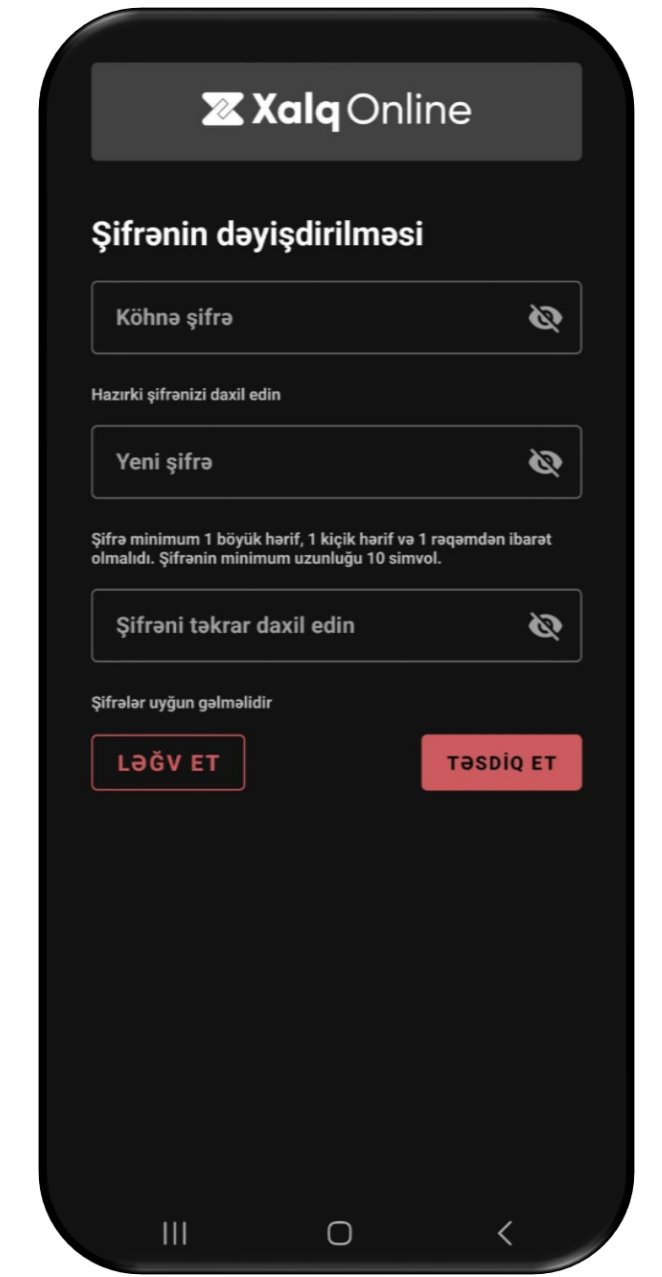 Xalq Online
Şifrənin dəyişdirilməsi
Köhnə şifrə
Hazırki şifrənizi daxil edin
Yeni şifrə
Şifrə minimum 1 böyük hərif, 1 kiçik hərif və 1 rəqəmdən ibarət
olmalıdı. Şifrənin minimum uzunluğu 10 simvol.
Şifrəni təkrar daxil edin
Şifrələr uyğun gəlməlidir
LƏĞV ET
TƏSDİQ ET